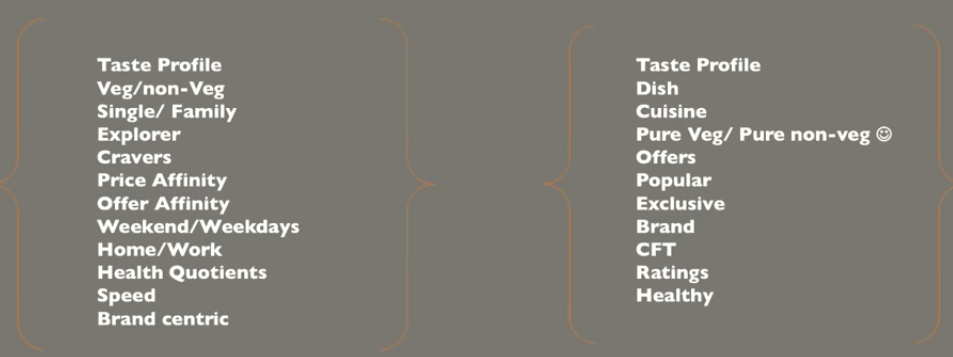 Taste Profile
Veg/non-Veg
Single/ Family
Explorer
Cravers
Price Affinity
Offer Affinity
Weekend/Weekdays
Home/Work
Health Quotients
Speed
Brand centric
Taste Profile
Dish
Cuisine
Pure Veg/ Pure non-veg ☺
Offers
Popular
Exclusive
Brand
CFT
Ratings
Healthy